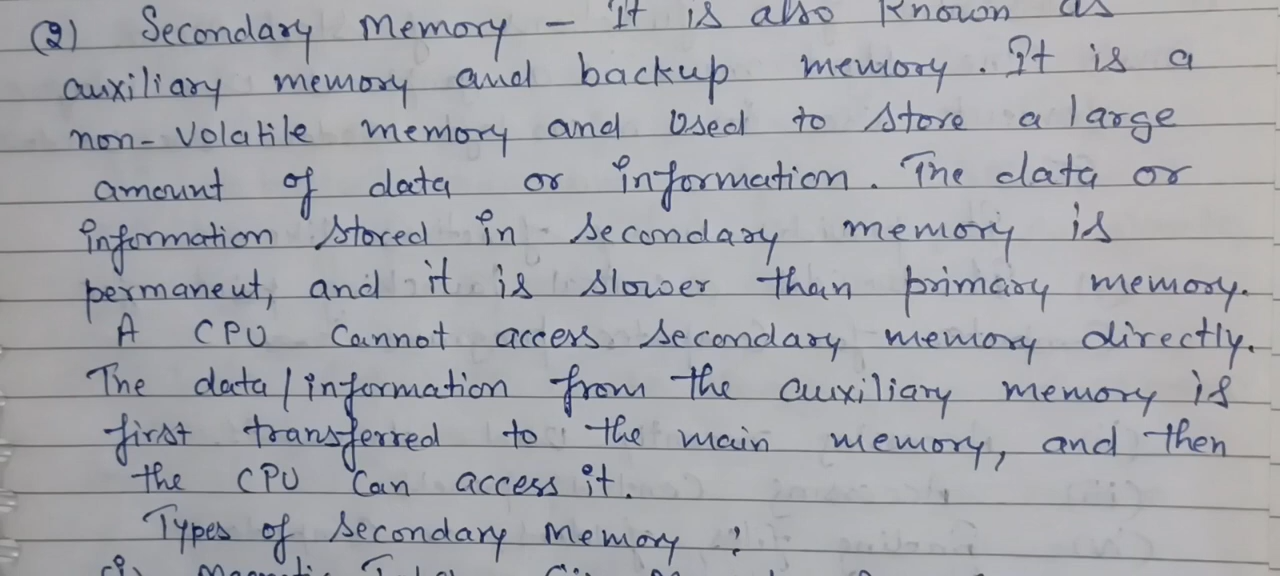 (2) Secondary Memory - It is also known as
auxiliary memory and backup memory. It is a
non-volatile memory and used to store a large
amount of data or information. The data or
information stored in secondary memory is
permanent, and it is slower than primary memory.
A CPU cannot access secondary memory directly.
The data/information from the auxiliary memory is
first transferred to the main memory, and then
the CPU can access it.
Types of secondary memory :